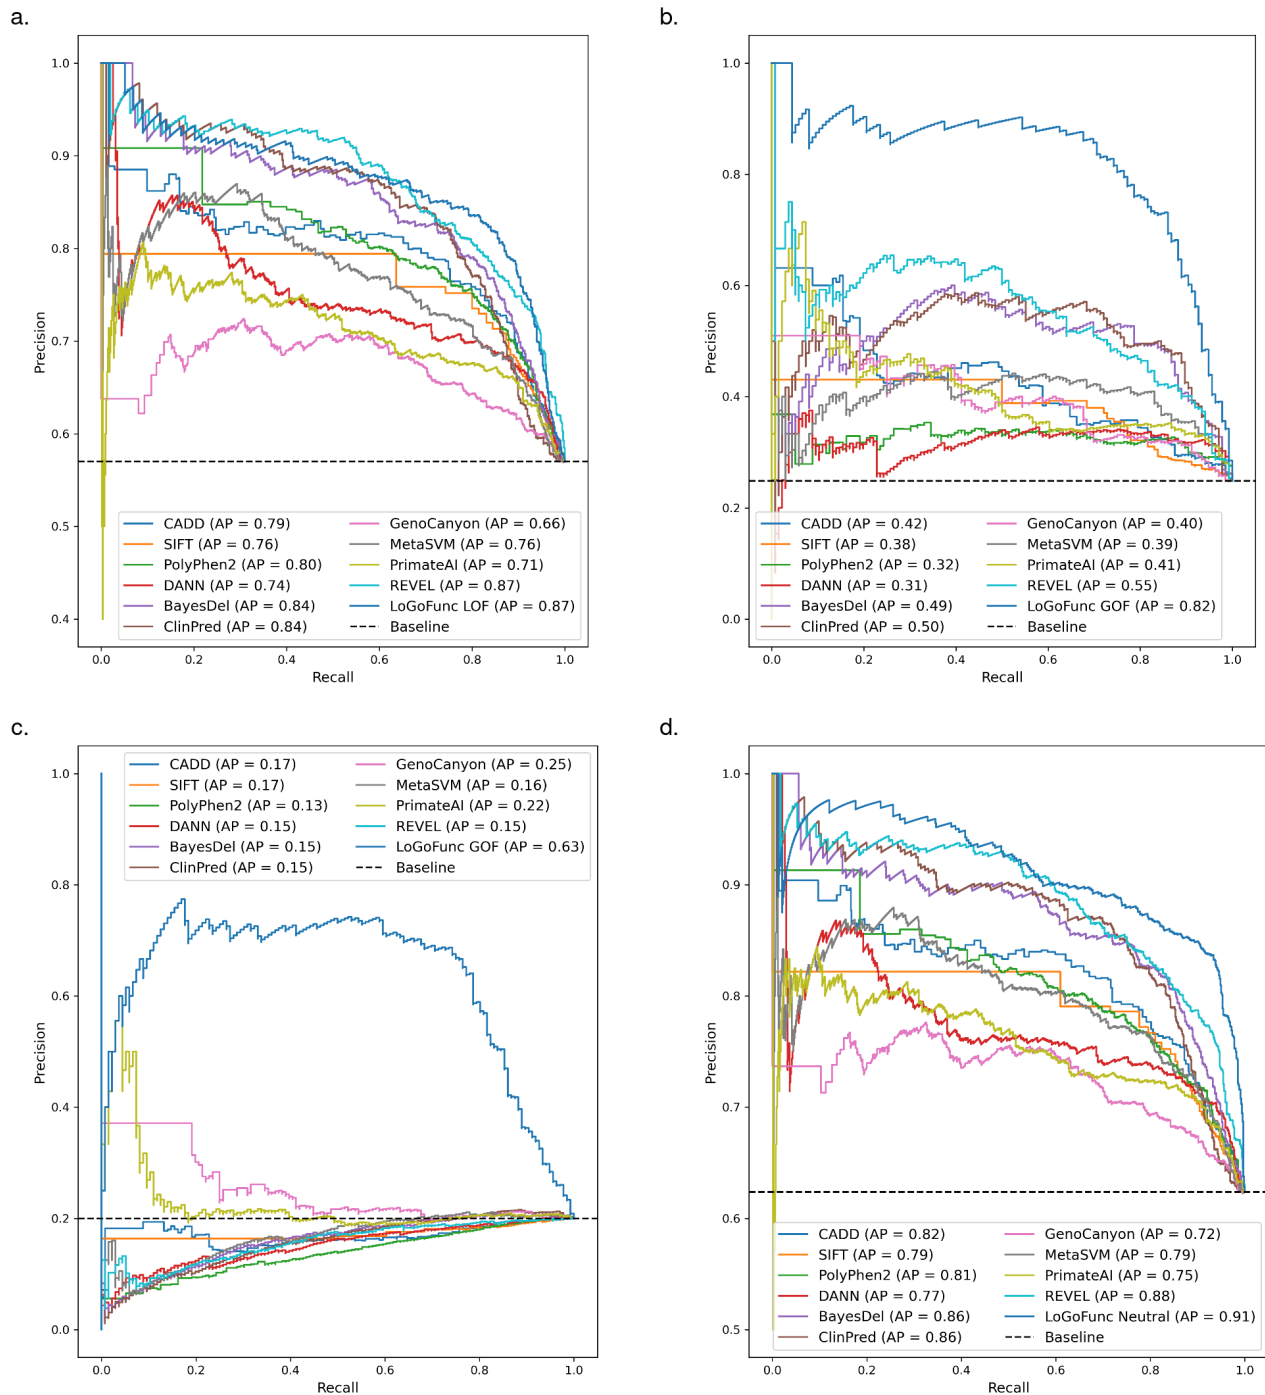 a.
1.0
0.9
0.8
0.7
0.6
0.5
0.4
Precision
CADD (AP = 0.79)
SIFT (AP = 0.76)
PolyPhen2 (AP = 0.80)
DANN (AP = 0.74)
BayesDel (AP = 0.84)
ClinPred (AP = 0.84)
GenoCanyon (AP = 0.66)
MetaSVM (AP = 0.76)
PrimateAI (AP = 0.71)
REVEL (AP = 0.87)
LoGoFunc LOF (AP = 0.87)
Baseline
0.0 0.2 0.4 0.6 0.8 1.0
Recall
b.
1.0
0.8
0.6
0.4
0.2
0.0
Precision
CADD (AP = 0.42)
SIFT (AP = 0.38)
PolyPhen2 (AP = 0.32)
DANN (AP = 0.31)
BayesDel (AP = 0.49)
ClinPred (AP = 0.50)
GenoCanyon (AP = 0.40)
MetaSVM (AP = 0.39)
PrimateAI (AP = 0.41)
REVEL (AP = 0.55)
LoGoFunc GOF (AP = 0.82)
Baseline
0.0 0.2 0.4 0.6 0.8 1.0
Recall
c.
1.0
0.8
0.6
0.4
0.2
0.0
Precision
CADD (AP = 0.17)
SIFT (AP = 0.17)
PolyPhen2 (AP = 0.13)
DANN (AP = 0.15)
BayesDel (AP = 0.15)
ClinPred (AP = 0.15)
GenoCanyon (AP = 0.25)
MetaSVM (AP = 0.16)
PrimateAI (AP = 0.22)
REVEL (AP = 0.15)
LoGoFunc GOF (AP = 0.63)
Baseline
0.0 0.2 0.4 0.6 0.8 1.0
Recall
d.
1.0
0.9
0.8
0.7
0.6
0.5
Precision
CADD (AP = 0.82)
SIFT (AP = 0.79)
PolyPhen2 (AP = 0.81)
DANN (AP = 0.77)
BayesDel (AP = 0.86)
ClinPred (AP = 0.86)
GenoCanyon (AP = 0.72)
MetaSVM (AP = 0.79)
PrimateAI (AP = 0.75)
REVEL (AP = 0.88)
LoGoFunc Neutral (AP = 0.91)
Baseline
0.0 0.2 0.4 0.6 0.8 1.0
Recall